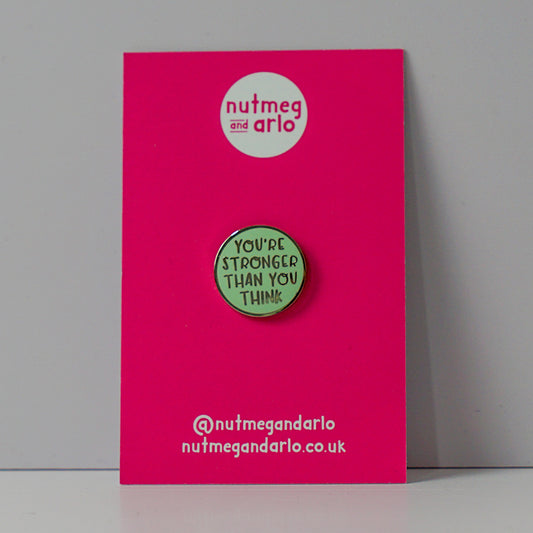 nutmeg
and arlo
YOU'RE
STRONGER
THAN YOU
THINK
@nutmegandarlo
nutmegandarlo.co.uk